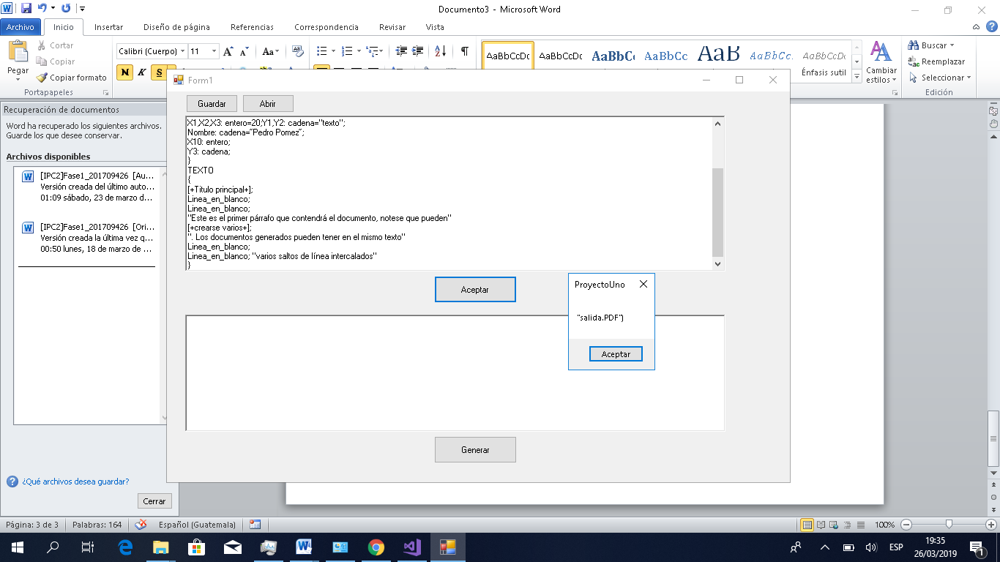 Documento3 - Microsoft Word
Archivo Inicio Insertar Diseño de página Referencias Correspondencia Revisar Vista
Pegar
Cortar
Copiar
Copiar formato
Portapapeles
Calibri (Cuerpo) 11
N K S
AaBbCcDc AaBbCcDc AaBbCc AaBbCc AaB AaBbCc. AaBbCcDc
Énfasis sutil
Cambiar estilos
Buscar
Reemplazar
Seleccionar
Edición
Recuperación de documentos
Word ha recuperado los siguientes archivos.
Guarde los que desee conservar.
Archivos disponibles
[IPC2]Fase1_201709426 [Au...
Versión creada del último auto...
01:09 sábado, 23 de marzo d...
[IPC2]Fase1_201709426 [Ori...
Versión creada la última vez q...
00:50 lunes, 18 de marzo de ...
¿Qué archivos desea guardar?
Cerrar
Form1
Guardar Abrir
X1,X2,X3: entero=20;Y1,Y2: cadena="texto";
Nombre: cadena=˝Pedro Pomez˝;
X10: entero;
Y3: cadena;
}
TEXTO
{
[+Titulo principal+];
Linea_en_blanco;
Linea_en_blanco;
"Este es el primer párrafo que contendrá el documento, notese que pueden"
[+crearse varios+];
". Los documentos generados pueden tener en el mismo texto"
Linea_en_blanco;
Linea_en_blanco; "varios saltos de línea intercalados"
}
Aceptar
ProyectoUno
"salida.PDF")
Aceptar
Generar
Página: 3 de 3 Palabras: 164 Español (Guatemala) 100%
ESP
19:35
26/03/2019
1